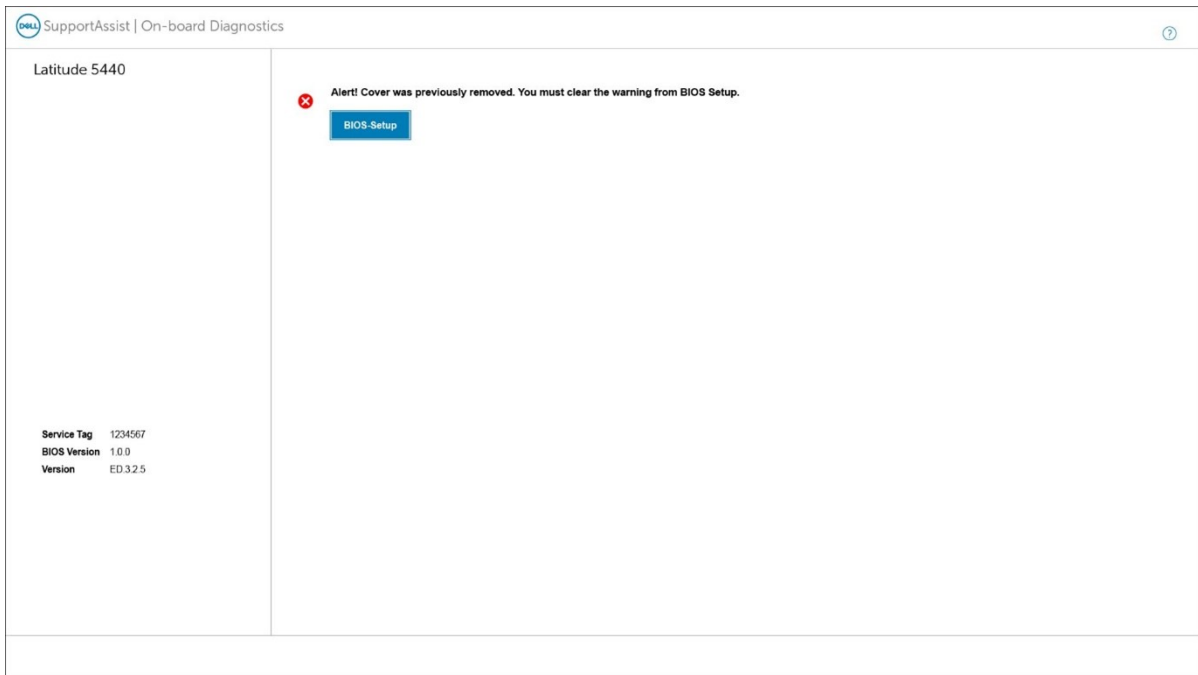 DELL SupportAssist | On-board Diagnostics
?
Latitude 5440
Alert! Cover was previously removed. You must clear the warning from BIOS Setup.
BIOS-Setup
Service Tag 1234567
BIOS Version 1.0.0
Version ED.3.2.5